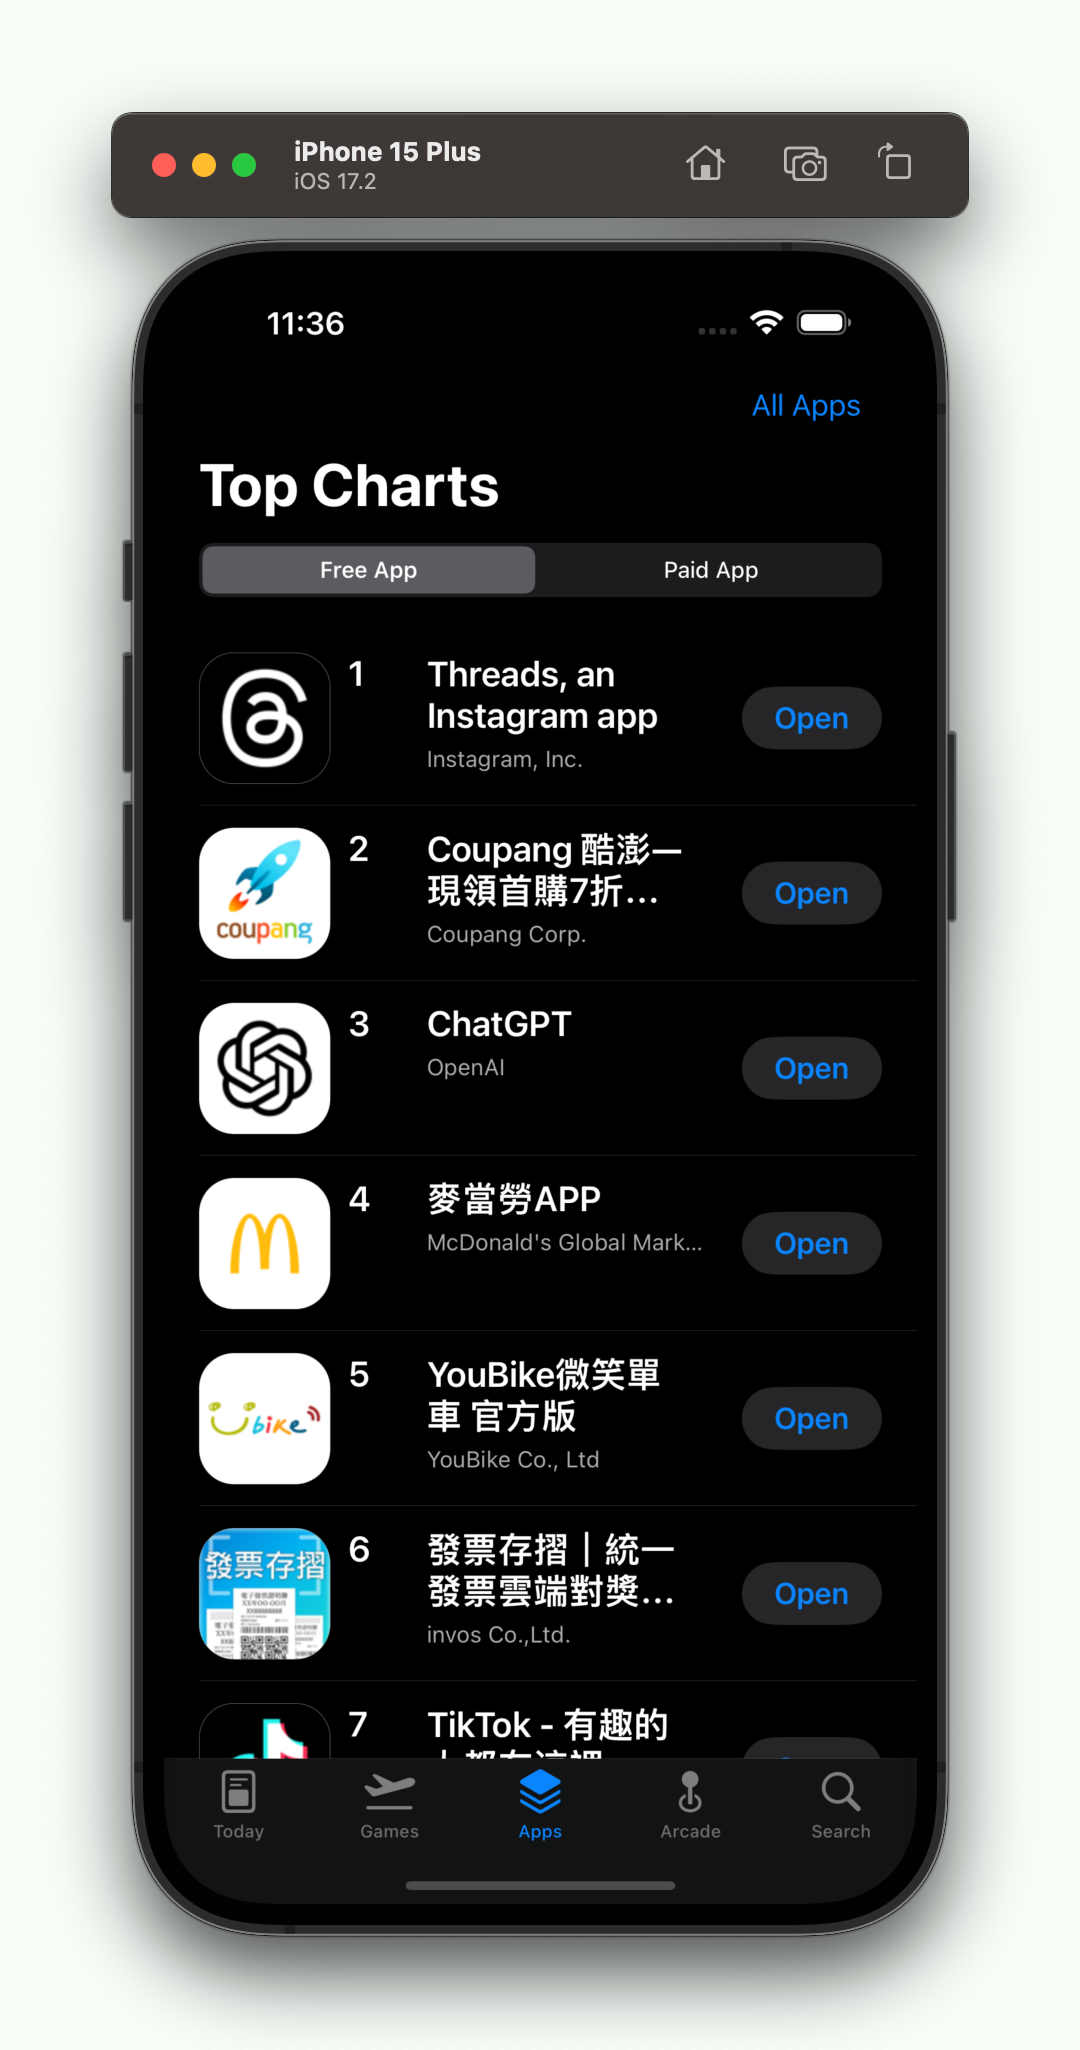 iPhone 15 Plus
iOS 17.2
11:36
All Apps
Top Charts
Free App
Paid App
1
Threads, an
Instagram app
Instagram, Inc.
Open
coupang
2
Coupang 酷澎—
現領首購7折...
Coupang Corp.
Open
3
ChatGPT
OpenAI
Open
4
麥當勞APP
McDonald's Global Mark...
Open
Ubike
5
YouBike微笑單
車 官方版
YouBike Co., Ltd
Open
發票存摺
6
發票存摺｜統一
發票雲端對獎...
invos Co.,Ltd.
Open
7
TikTok - 有趣的
Today
Games
Apps
Arcade
Search